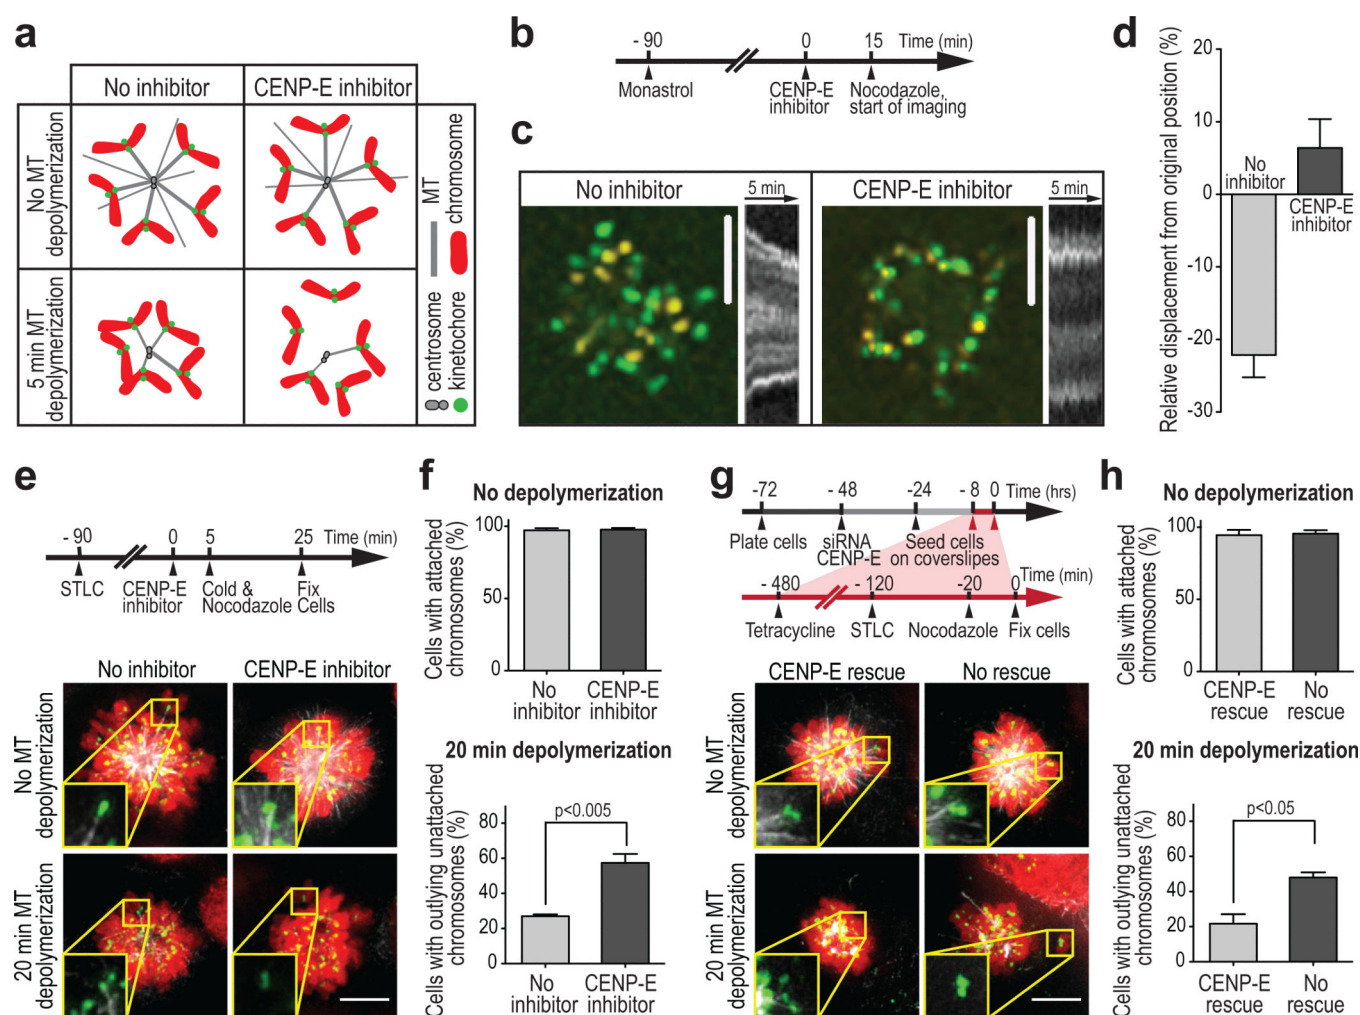 a
No inhibitor
CENP-E inhibitor
No MT
depolymerization
5 min MT
depolymerization
MT
chromosome
centrosome
kinetochore
b
- 90
0
15
Time (min)
Monastrol
CENP-E
inhibitor
Nocodazole,
start of imaging
c
No inhibitor
5 min
CENP-E inhibitor
5 min
d
Relative displacement from original position (%)
20
10
0
-10
-20
-30
No
inhibitor
CENP-E
inhibitor
e
-90
0
5
25
Time (min)
STLC
CENP-E
inhibitor
Cold &
Nocodazole
Fix
Cells
No inhibitor
CENP-E inhibitor
No MT
depolymerization
20 min MT
depolymerization
f
No depolymerization
Cells with attached
chromosomes (%)
100
50
0
No
inhibitor
CENP-E
inhibitor
20 min depolymerization
Cells with outlying unattached
chromosomes (%)
80
60
40
20
0
p<0.005
No
inhibitor
CENP-E
inhibitor
g
-72
- 48
-24
- 8
0
Time (hrs)
Plate cells
siRNA
CENP-E
Seed cells
on coverslipes
- 480
- 120
-20
0
Time (min)
Tetracycline
STLC
Nocodazole
Fix cells
CENP-E rescue
No rescue
No MT
depolymerization
20 min MT
depolymerization
h
No depolymerization
Cells with attached
chromosomes (%)
100
50
0
CENP-E
rescue
No
rescue
20 min depolymerization
Cells with outlying unattached
chromosomes (%)
80
60
40
20
0
p<0.05
CENP-E
rescue
No
rescue